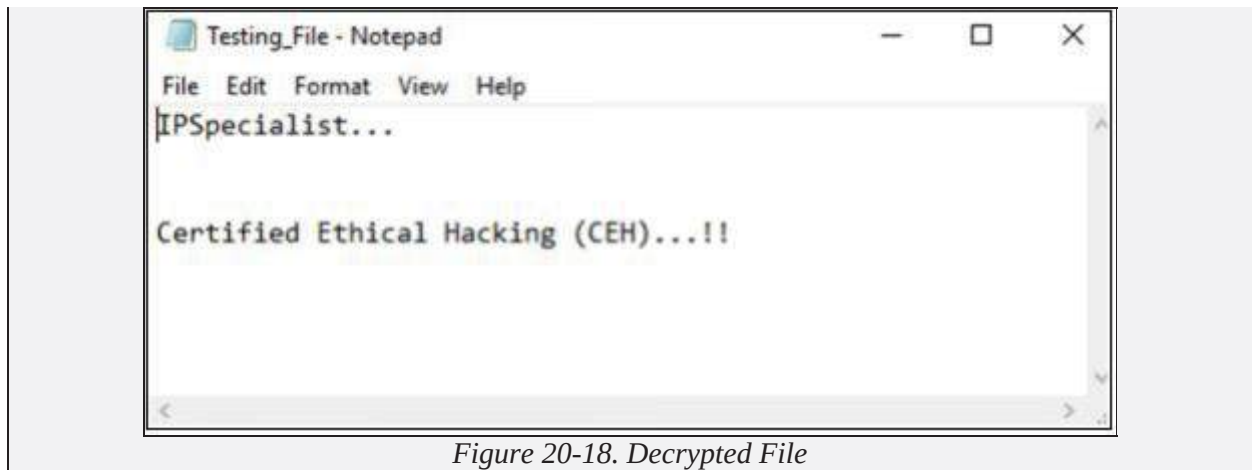 Testing_File - Notepad
File Edit Format View Help
IPSpecialist...
Certified Ethical Hacking (CEH)...!!
Figure 20-18. Decrypted File